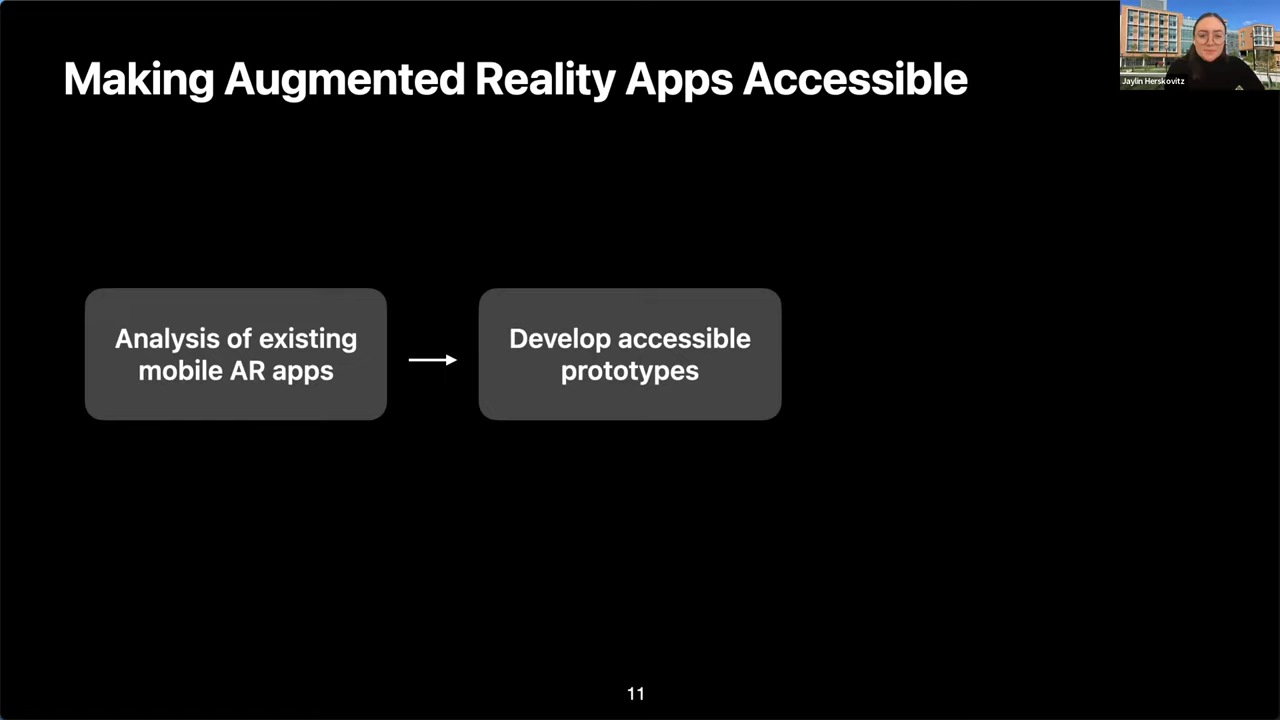 Making Augmented Reality Apps Accessible
Jaylin Herskovitz
Analysis of existing
mobile AR apps
Develop accessible
prototypes
11